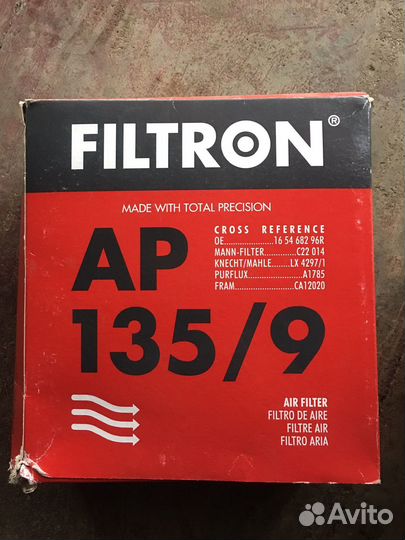 FILTRON®
MADE WITH TOTAL PRECISION
AP
135/9
CROSS REFERENCE
OE..............16 54 682 96R
MANN-FILTER..........C22 014
KNECHT/MAHLE.......LX 4297/1
PURFLUX...................A1785
FRAM......................CA12020
AIR FILTER
FILTRO DE AIRE
FILTRE AIR
FILTRO ARIA
Avito